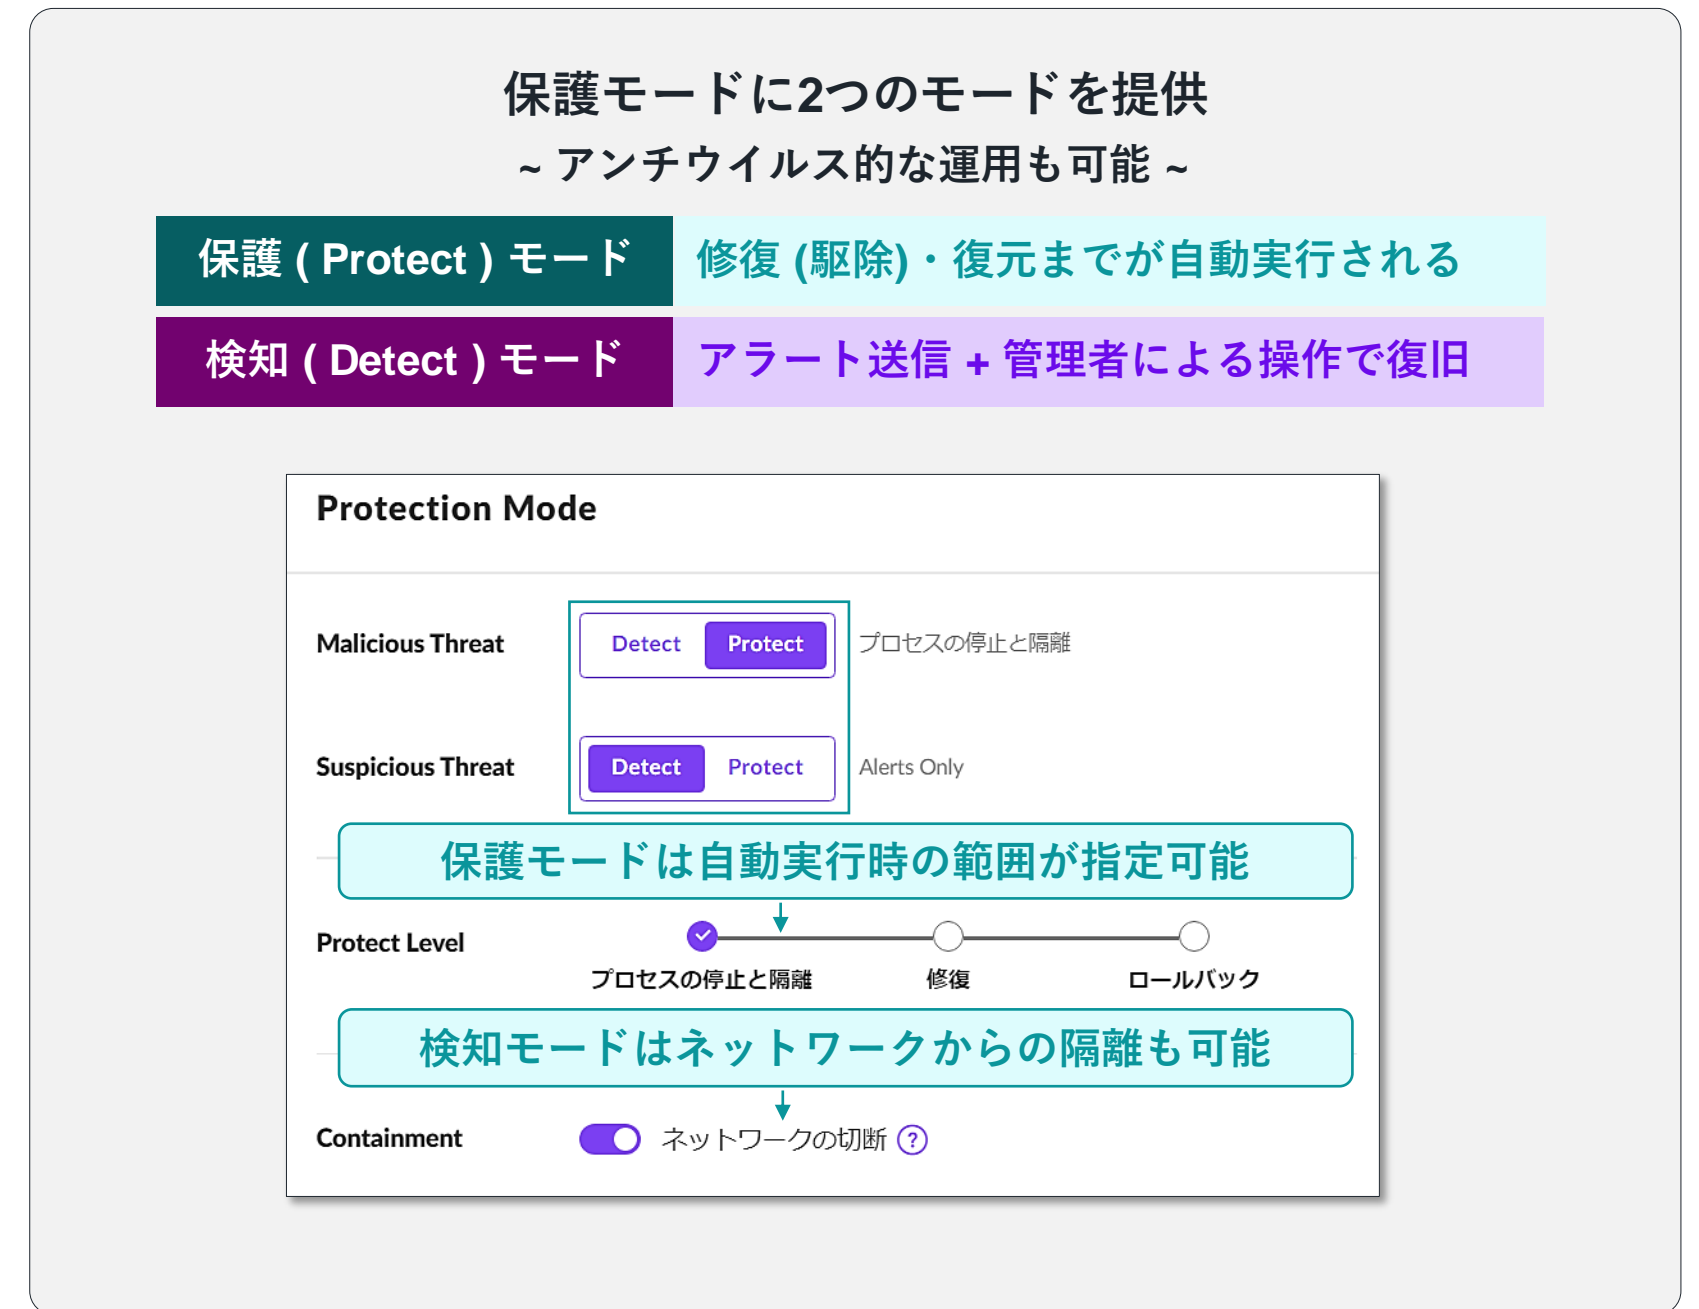 保護モードに2つのモードを提供
~ アンチウイルス的な運用も可能 ~
保護 ( Protect ) モード
修復 (駆除)・復元までが自動実行される
検知 ( Detect ) モード
アラート送信 + 管理者による操作で復旧
Protection Mode
Malicious Threat
Detect Protect
プロセスの停止と隔離
Suspicious Threat
Detect Protect
Alerts Only
保護モードは自動実行時の範囲が指定可能
Protect Level
プロセスの停止と隔離
修復
ロールバック
検知モードはネットワークからの隔離も可能
Containment
ネットワークの切断 ?